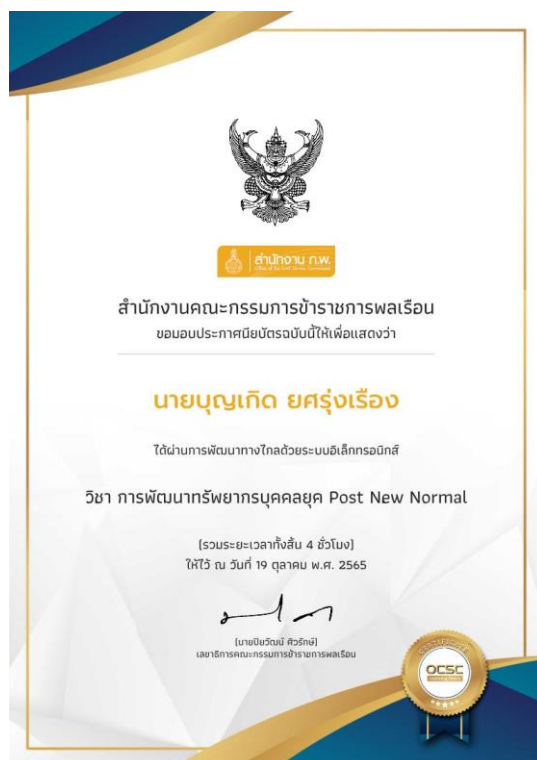 สำนักงาน ก.พ.
Office of the Civil Service Commission
สำนักงานคณะกรรมการข้าราชการพลเรือน
ขอมอบประกาศนียบัตรฉบับนี้ให้เพื่อแสดงว่า
นายบุญเกิด ยศรุ่งเรือง
ได้ผ่านการพัฒนาทางไกลด้วยระบบอิเล็กทรอนิกส์
วิชา การพัฒนาทรัพยากรบุคคลยุค Post New Normal
(รวมระยะเวลาทั้งสิ้น 4 ชั่วโมง)
ให้ไว้ ณ วันที่ 19 ตุลาคม พ.ศ. 2565
(นายปิยวัฒน์ ศิวรักษ์)
เลขาธิการคณะกรรมการข้าราชการพลเรือน
CERTIFICATE
OCSC